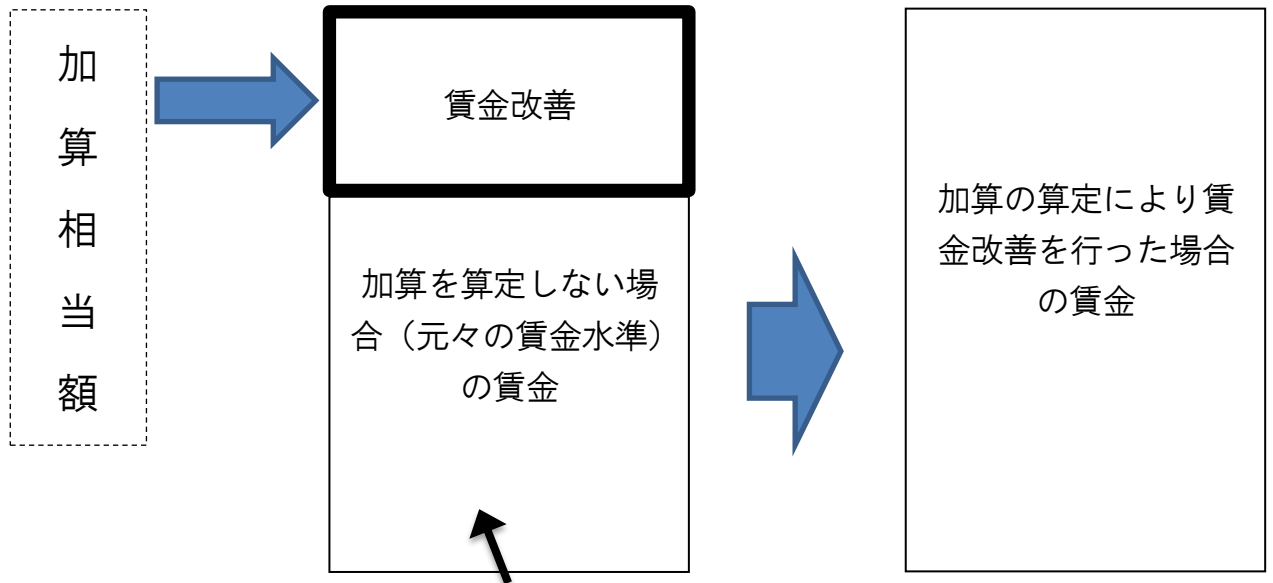 加
算
相
当
額
賃金改善
加算を算定しない場
合（元々の賃金水準）
の賃金
加算の算定により賃
金改善を行った場合
の賃金